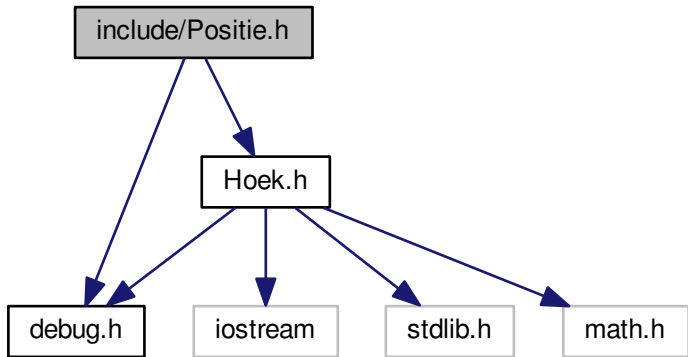 include/Positie.h
Hoek.h
debug.h
iostream
stdlib.h
math.h